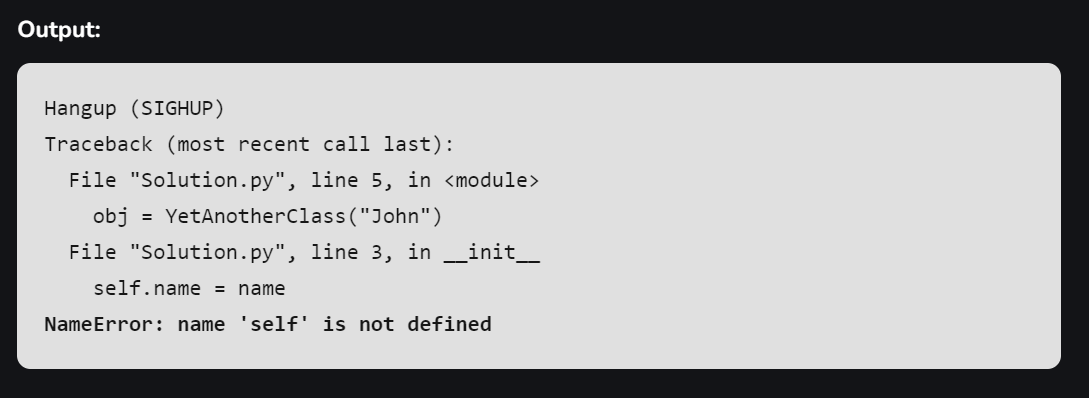 Output:
Hangup (SIGHUP)
Traceback (most recent call last):
  File "Solution.py", line 5, in <module>
    obj = YetAnotherClass("John")
  File "Solution.py", line 3, in __init__
    self.name = name
NameError: name 'self' is not defined